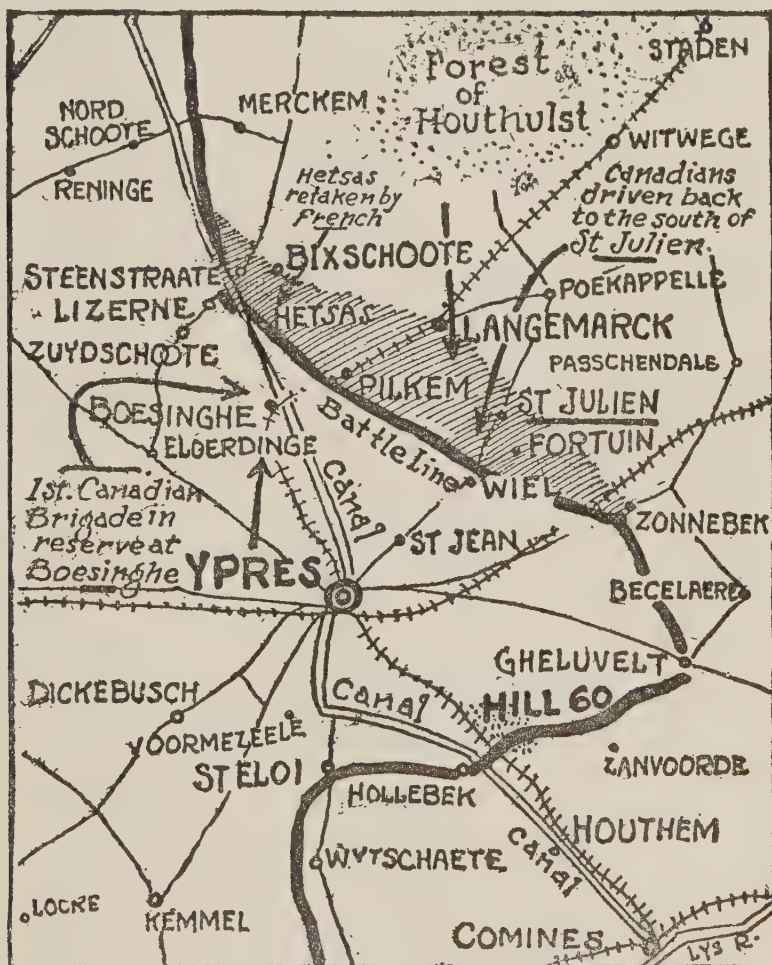 Forest
of
Houthulst
STADEN
NORD
SCHOOTE
MERCKEM
WITWEGE
RENINGE
Hetsas
retaken by
French
Canadians
driven back
to the south of
St Julien.
BIXSCHOOTE
STEENSTRAATE
LIZERNE
HETSAS
POEKAPPELLE
LANGEMARCK
ZUYDSCHOOTE
PASSCHENDALE
PILKEM
BOESINGHE
ST JULIEN
ELOERDINGE
FORTUIN
Battle line
Canal
WIEL
1st. Canadian
Brigade in
reserve at
Boesinghe
ZONNEBEK
ST JEAN
YPRES
BECELAERE
GHELUVELT
DICKEBUSCH
Canal
HILL 60
VOORMEZEELE
ST ELOI
ZANVOORDE
HOLLEBEK
HOUTHEM
WYTSCHAETE
Canal
LOCRE
KEMMEL
COMINES
LYS R.